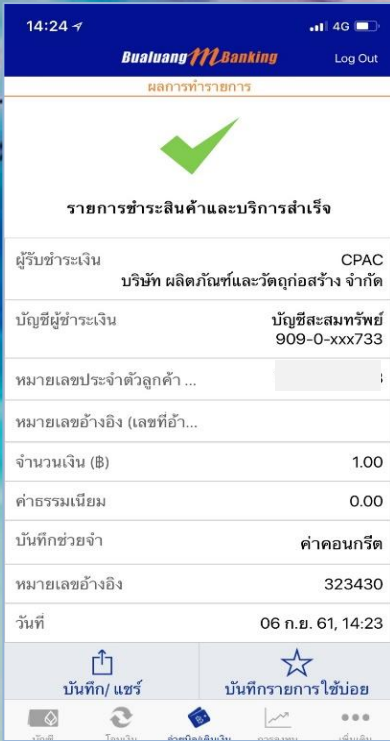 14:24
4G
Bualuang mBanking
Log Out
ผลการทำรายการ
รายการชำระสินค้าและบริการสำเร็จ
ผู้รับชำระเงิน CPAC
บริษัท ผลิตภัณฑ์และวัตถุก่อสร้าง จำกัด
บัญชีผู้ชำระเงิน บัญชีสะสมทรัพย์
909-0-xxx733
หมายเลขประจำตัวลูกค้า ...
หมายเลขอ้างอิง (เลขที่อ้า...
จำนวนเงิน (฿) 1.00
ค่าธรรมเนียม 0.00
บันทึกช่วยจำ ค่าคอนกรีต
หมายเลขอ้างอิง 323430
วันที่ 06 ก.ย. 61, 14:23
บันทึก/ แชร์ บันทึกรายการใช้บ่อย